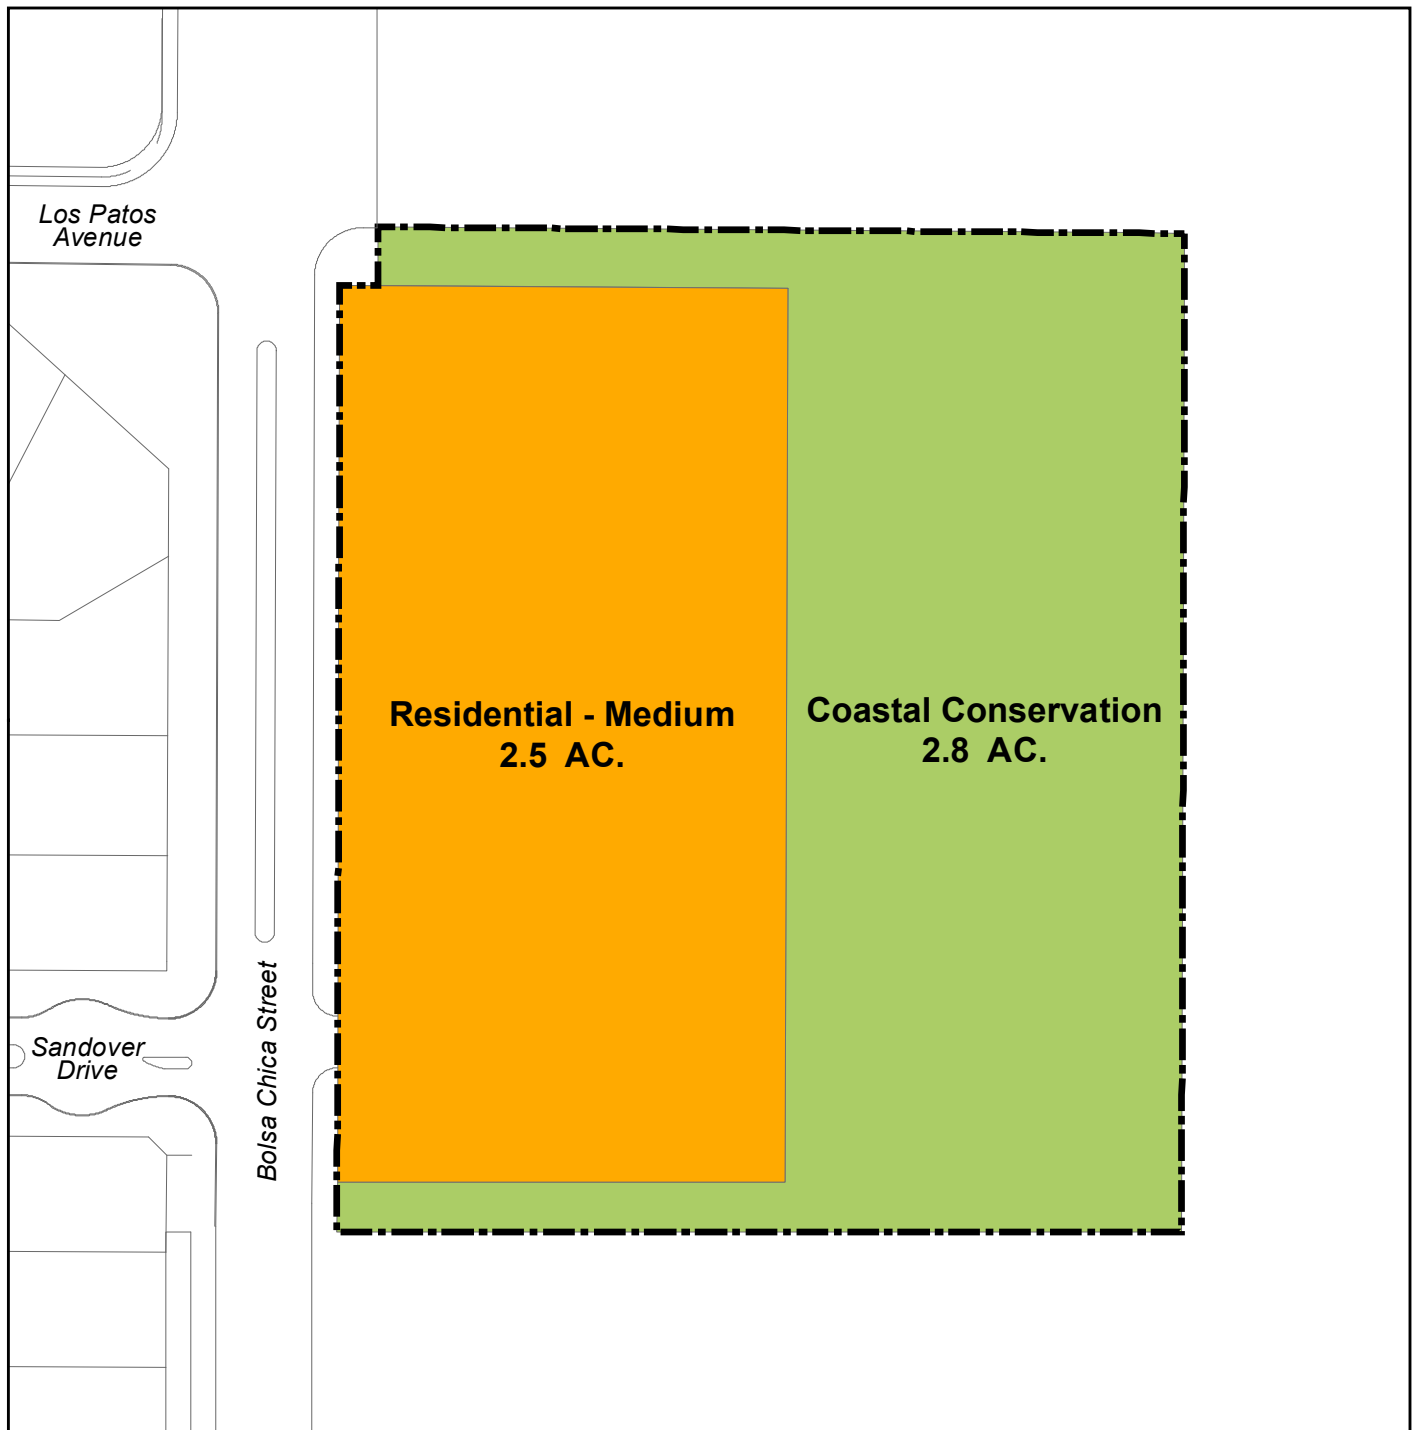 Los Patos
Avenue
Residential - Medium
2.5 AC.
Coastal Conservation
2.8 AC.
Bolsa Chica Street
Sandover
Drive